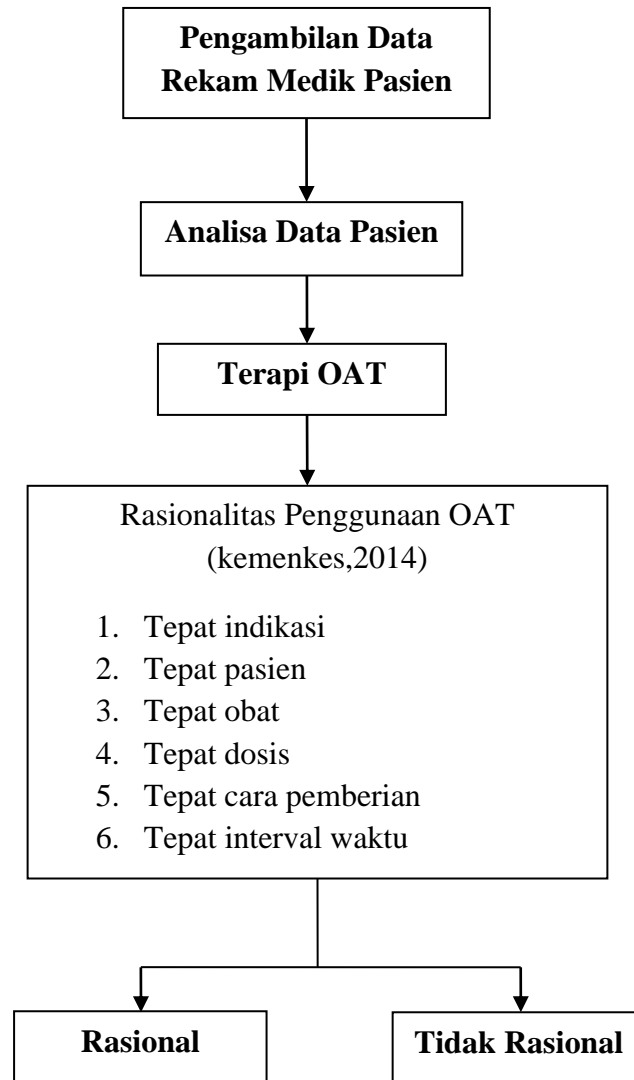 Pengambilan Data
Rekam Medik Pasien
Analisa Data Pasien
Terapi OAT
Rasionalitas Penggunaan OAT
(kemenkes,2014)
1. Tepat indikasi
2. Tepat pasien
3. Tepat obat
4. Tepat dosis
5. Tepat cara pemberian
6. Tepat interval waktu
Rasional
Tidak Rasional